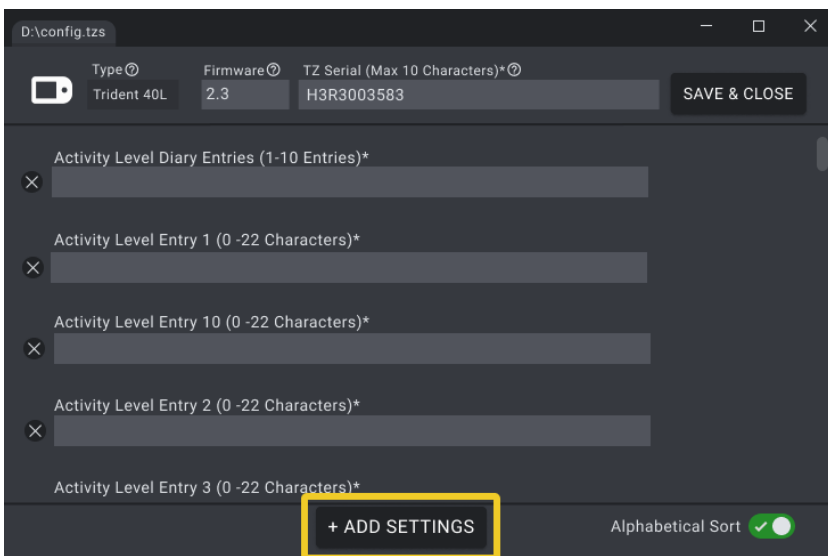 D:\config.tzs
Type Firmware TZ Serial (Max 10 Characters)*
Trident 40L 2.3 H3R3003583 SAVE & CLOSE
Activity Level Diary Entries (1-10 Entries)*
Activity Level Entry 1 (0 -22 Characters)*
Activity Level Entry 10 (0 -22 Characters)*
Activity Level Entry 2 (0 -22 Characters)*
Activity Level Entry 3 (0 -22 Characters)*
+ ADD SETTINGS Alphabetical Sort